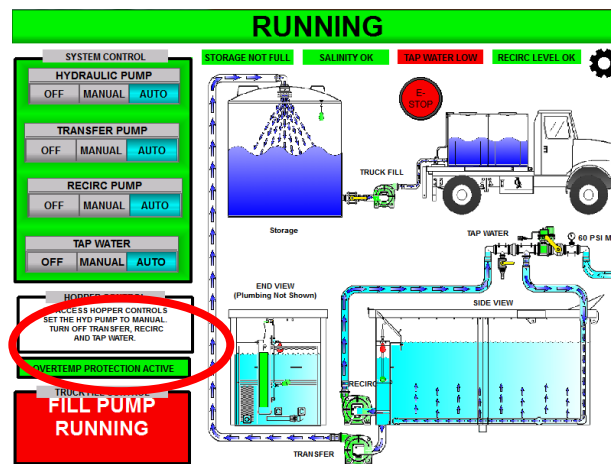 RUNNING
SYSTEM CONTROL
STORAGE NOT FULL
SALINITY OK
TAP WATER LOW
RECIRC LEVEL OK
HYDRAULIC PUMP
OFF MANUAL AUTO
TRANSFER PUMP
OFF MANUAL AUTO
RECIRC PUMP
OFF MANUAL AUTO
TAP WATER
OFF MANUAL AUTO
E-
STOP
TRUCK FILL
Storage
TAP WATER
60 PSI M
HOPPER CONTROL
ACCESS HOPPER CONTROLS
SET THE HYD PUMP TO MANUAL.
TURN OFF TRANSFER, RECIRC
AND TAP WATER.
OVERTEMP PROTECTION ACTIVE
FILL PUMP
RUNNING
END VIEW
(Plumbing Not Shown)
SIDE VIEW
RECIRC
TRANSFER